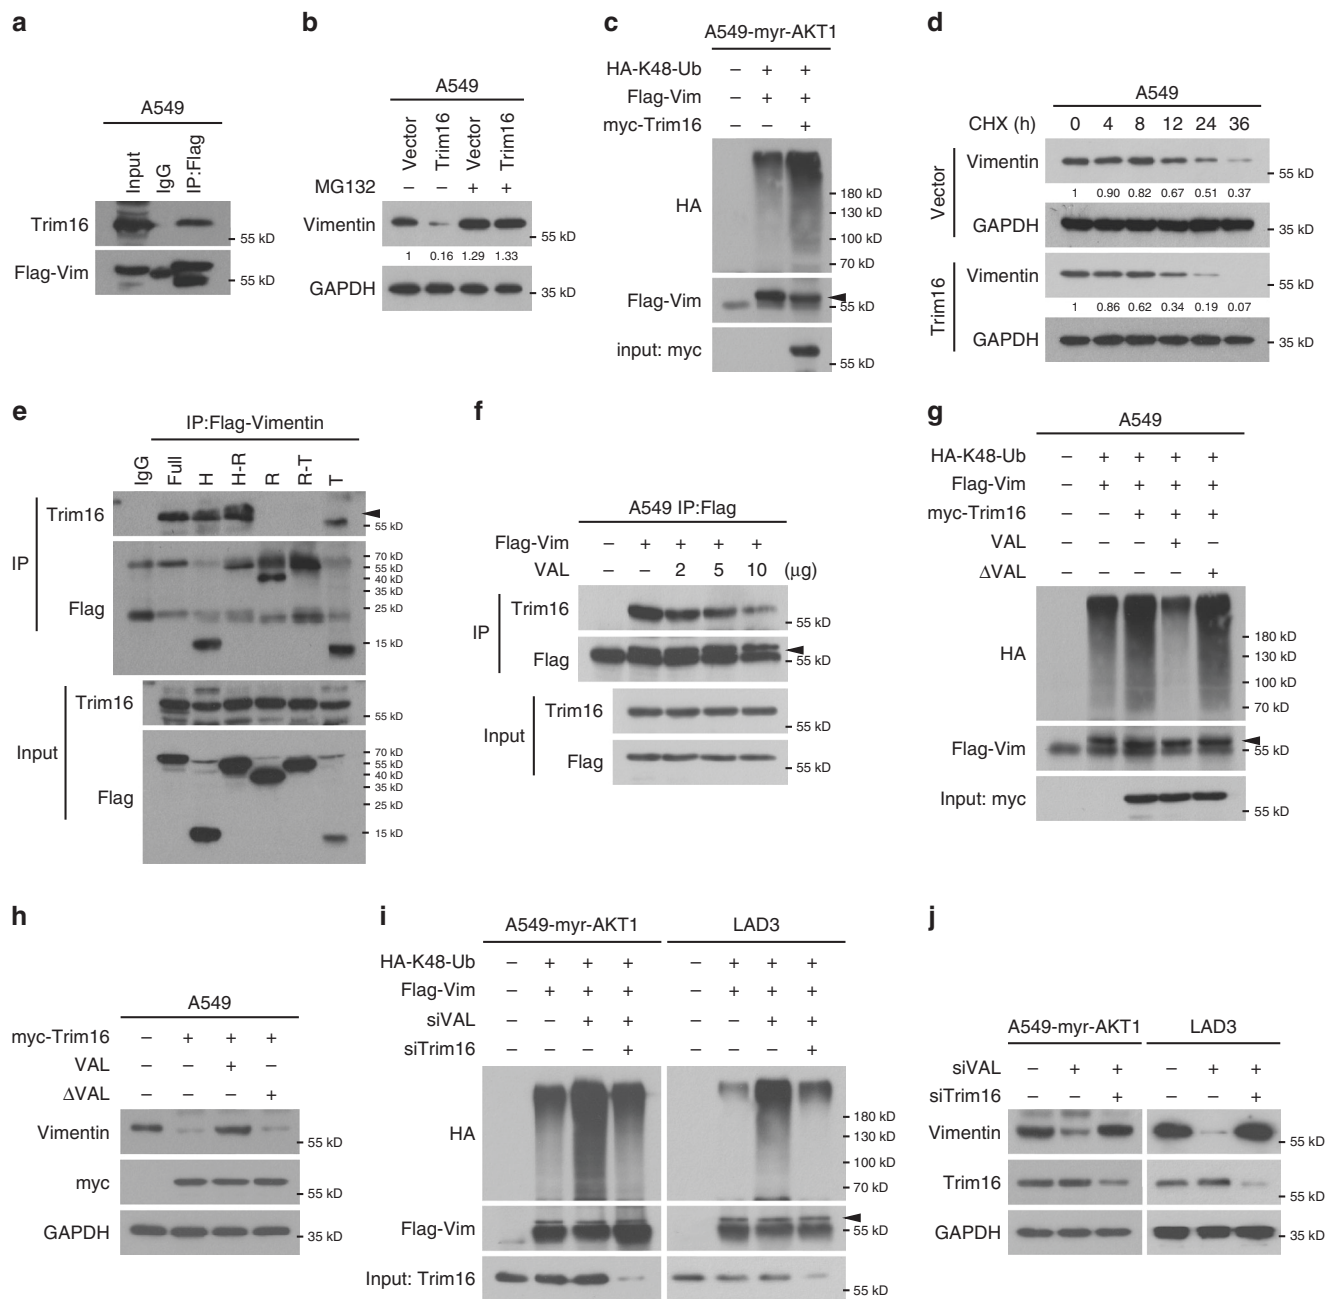 a
A549
Input
IgG
IP:Flag
Trim16
55 kD
Flag-Vim
55 kD
b
A549
Vector
Trim16
Vector
Trim16
MG132 – – + +
Vimentin
55 kD
1 0.16 1.29 1.33
GAPDH
35 kD
c
A549-myr-AKT1
HA-K48-Ub – + +
Flag-Vim – + +
myc-Trim16 – – +
HA
180 kD
130 kD
100 kD
70 kD
Flag-Vim
55 kD
input: myc
55 kD
d
A549
CHX (h) 0 4 8 12 24 36
Vector
Vimentin
55 kD
1 0.90 0.82 0.67 0.51 0.37
GAPDH
35 kD
Trim16
Vimentin
55 kD
1 0.86 0.62 0.34 0.19 0.07
GAPDH
35 kD
e
IP:Flag-Vimentin
IgG
Full
H
H-R
R
R-T
T
IP
Trim16
55 kD
Flag
70 kD
55 kD
40 kD
35 kD
25 kD
15 kD
Input
Trim16
55 kD
Flag
70 kD
55 kD
40 kD
35 kD
25 kD
15 kD
f
A549 IP:Flag
Flag-Vim – + + + +
VAL – – 2 5 10 (μg)
IP
Trim16
55 kD
Flag
55 kD
Input
Trim16
55 kD
Flag
55 kD
g
A549
HA-K48-Ub – + + + +
Flag-Vim – + + + +
myc-Trim16 – – + + +
VAL – – – + –
ΔVAL – – – – +
HA
180 kD
130 kD
100 kD
70 kD
Flag-Vim
55 kD
Input: myc
55 kD
h
A549
myc-Trim16 – + + +
VAL – – + –
ΔVAL – – – +
Vimentin
55 kD
myc
55 kD
GAPDH
35 kD
i
A549-myr-AKT1 LAD3
HA-K48-Ub – + + + – + + +
Flag-Vim – + + + – + + +
siVAL – – + + – – + +
siTrim16 – – – + – – – +
HA
180 kD
130 kD
100 kD
70 kD
Flag-Vim
55 kD
Input: Trim16
55 kD
j
A549-myr-AKT1 LAD3
siVAL – + + – + +
siTrim16 – – + – – +
Vimentin
55 kD
Trim16
55 kD
GAPDH
35 kD